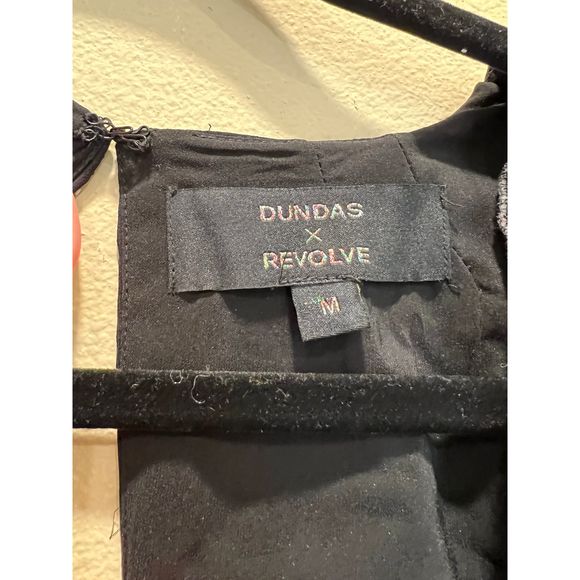 DUNDAS
×
REVOLVE
M